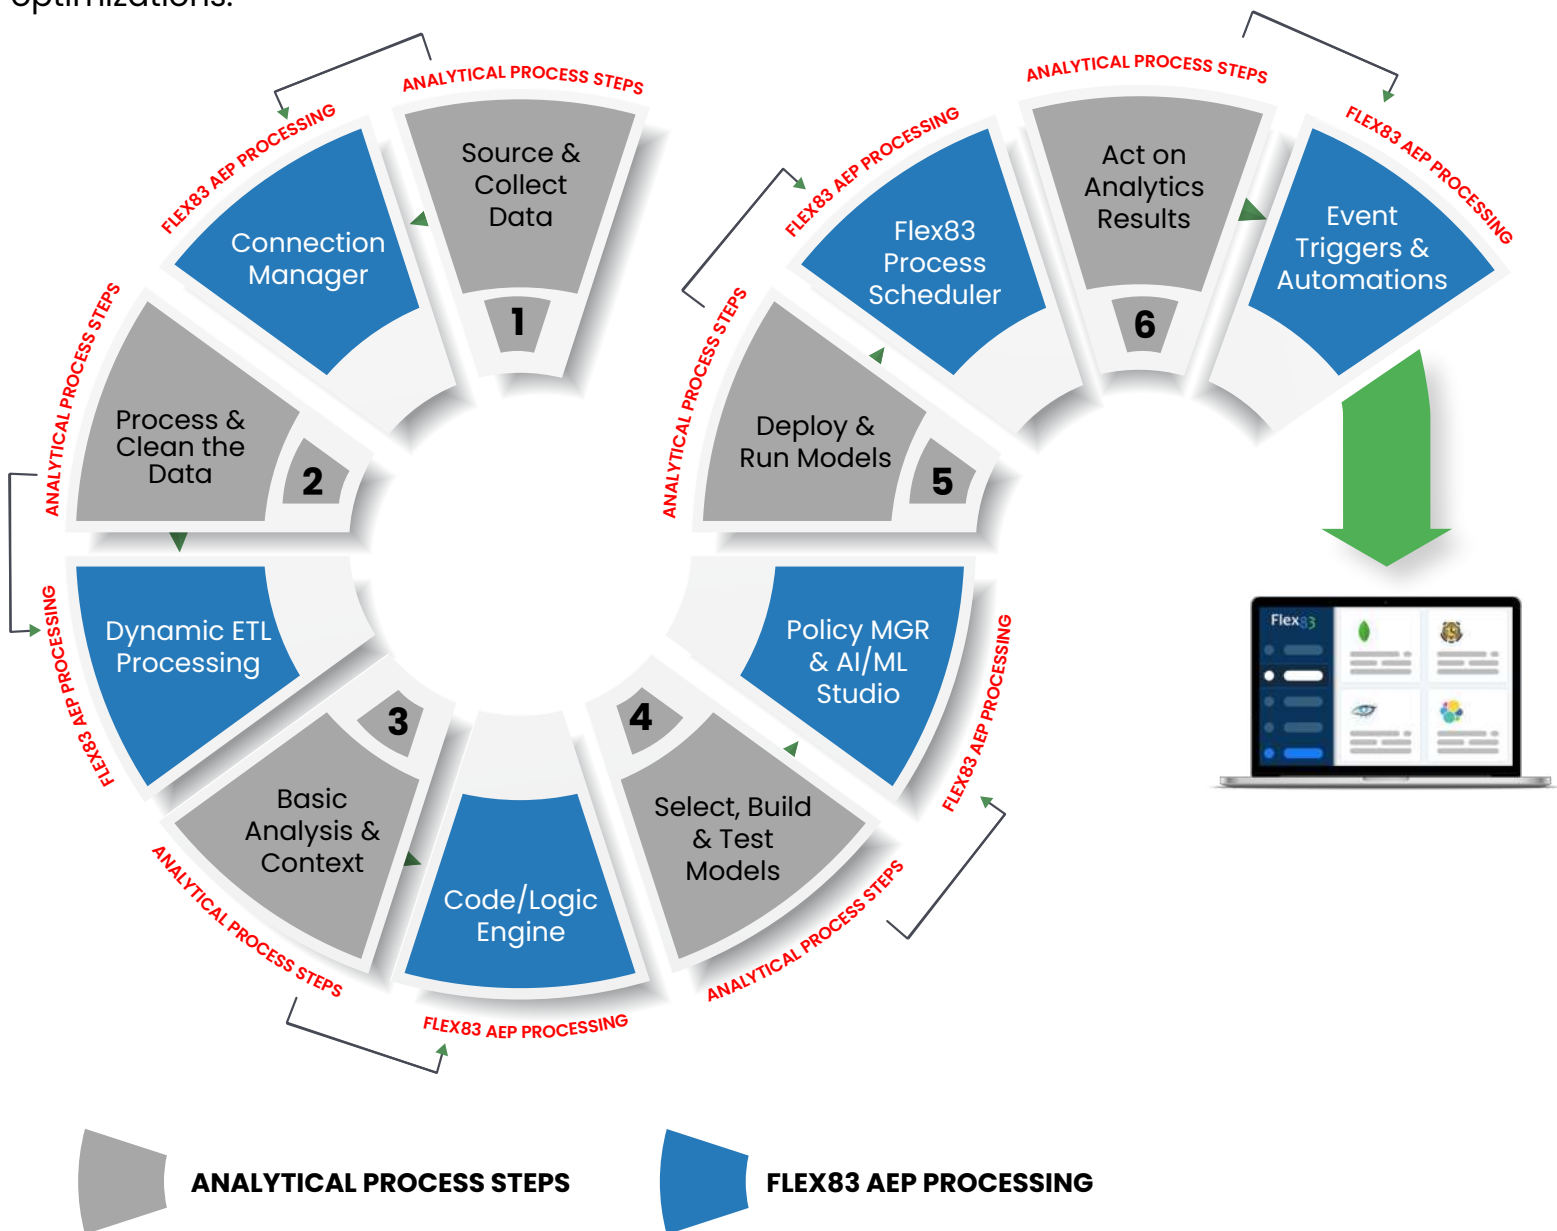 optimizations.
ANALYTICAL PROCESS STEPS
Source &
Collect
Data
1
FLEX83 AEP PROCESSING
Connection
Manager
ANALYTICAL PROCESS STEPS
Process &
Clean the
Data
2
FLEX83 AEP PROCESSING
Dynamic ETL
Processing
ANALYTICAL PROCESS STEPS
Basic
Analysis &
Context
3
FLEX83 AEP PROCESSING
Code/Logic
Engine
ANALYTICAL PROCESS STEPS
Select, Build
& Test
Models
4
FLEX83 AEP PROCESSING
Policy MGR
& AI/ML
Studio
ANALYTICAL PROCESS STEPS
Deploy &
Run Models
5
FLEX83 AEP PROCESSING
Flex83
Process
Scheduler
ANALYTICAL PROCESS STEPS
Act on
Analytics
Results
6
FLEX83 AEP PROCESSING
Event
Triggers &
Automations
Flex83
ANALYTICAL PROCESS STEPS
FLEX83 AEP PROCESSING